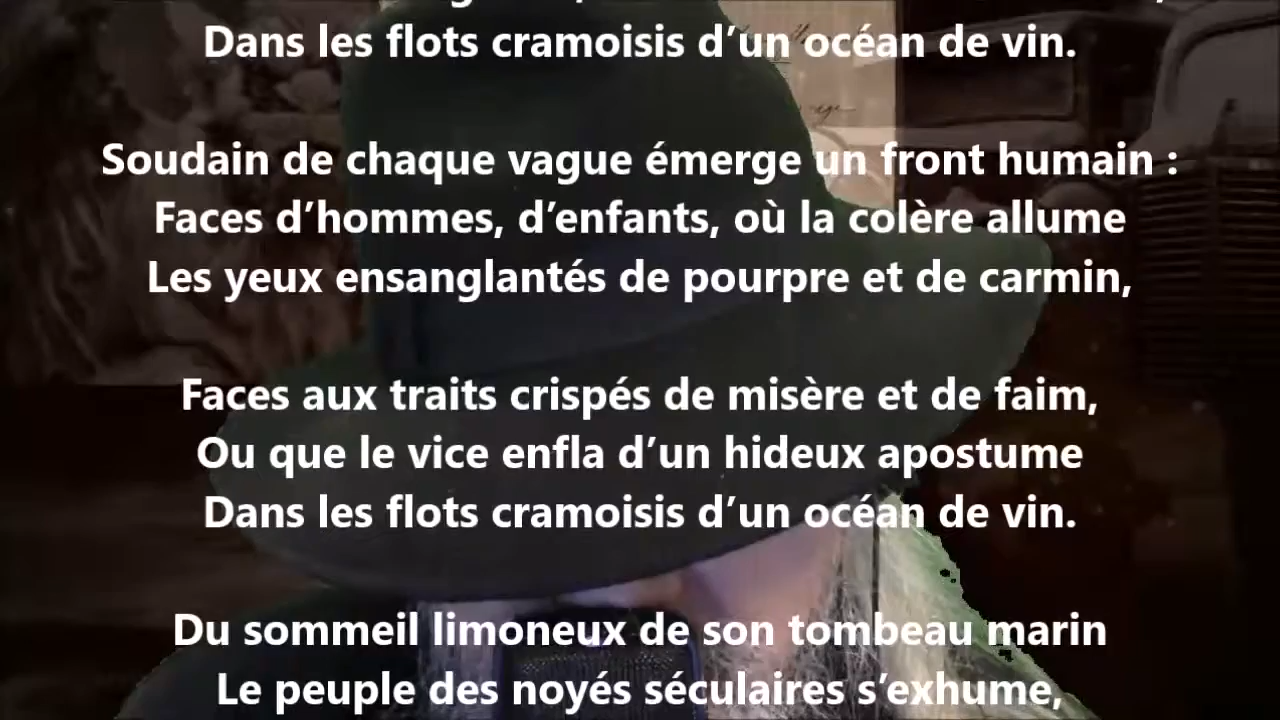 Dans les flots cramoisis d’un océan de vin.
Soudain de chaque vague émerge un front humain :
Faces d’hommes, d’enfants, où la colère allume
Les yeux ensanglantés de pourpre et de carmin,
Faces aux traits crispés de misère et de faim,
Ou que le vice enfla d’un hideux apostume
Dans les flots cramoisis d’un océan de vin.
Du sommeil limoneux de son tombeau marin
Le peuple des noyés séculaires s’exhume,